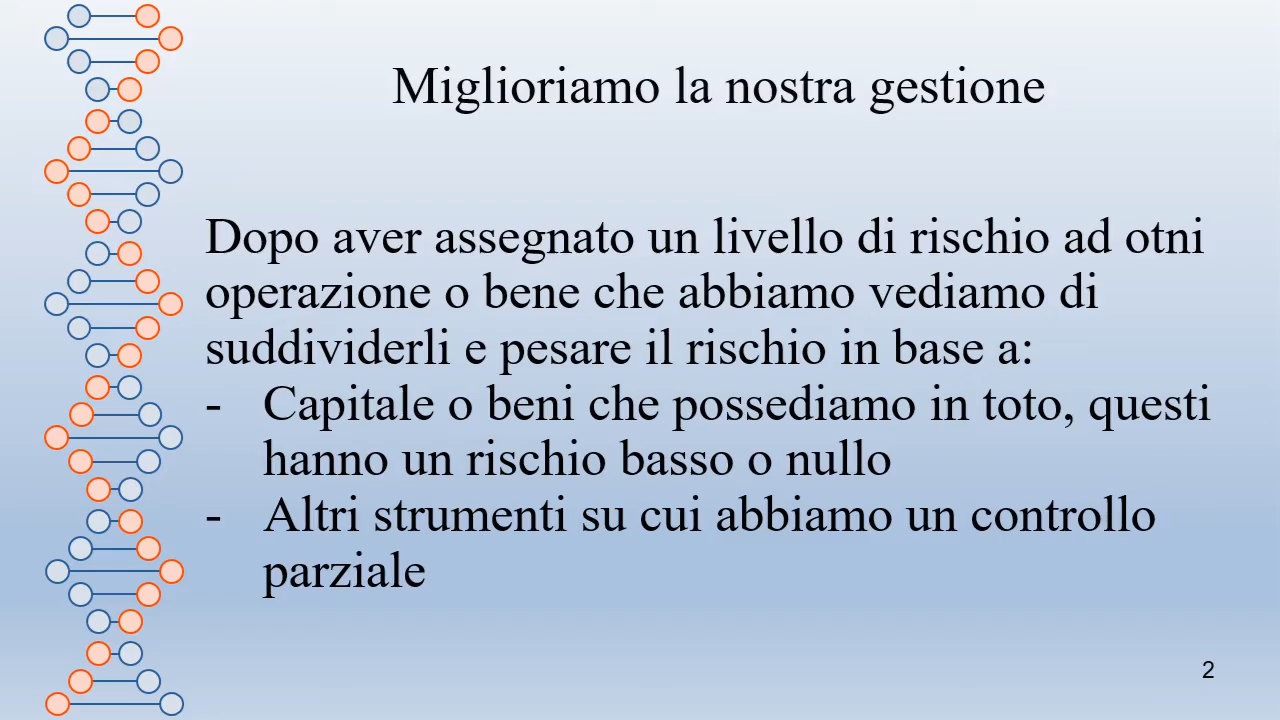 Miglioriamo la nostra gestione
Dopo aver assegnato un livello di rischio ad otni
operazione o bene che abbiamo vediamo di
suddividerli e pesare il rischio in base a:
- Capitale o beni che possediamo in toto, questi
hanno un rischio basso o nullo
- Altri strumenti su cui abbiamo un controllo
parziale
2